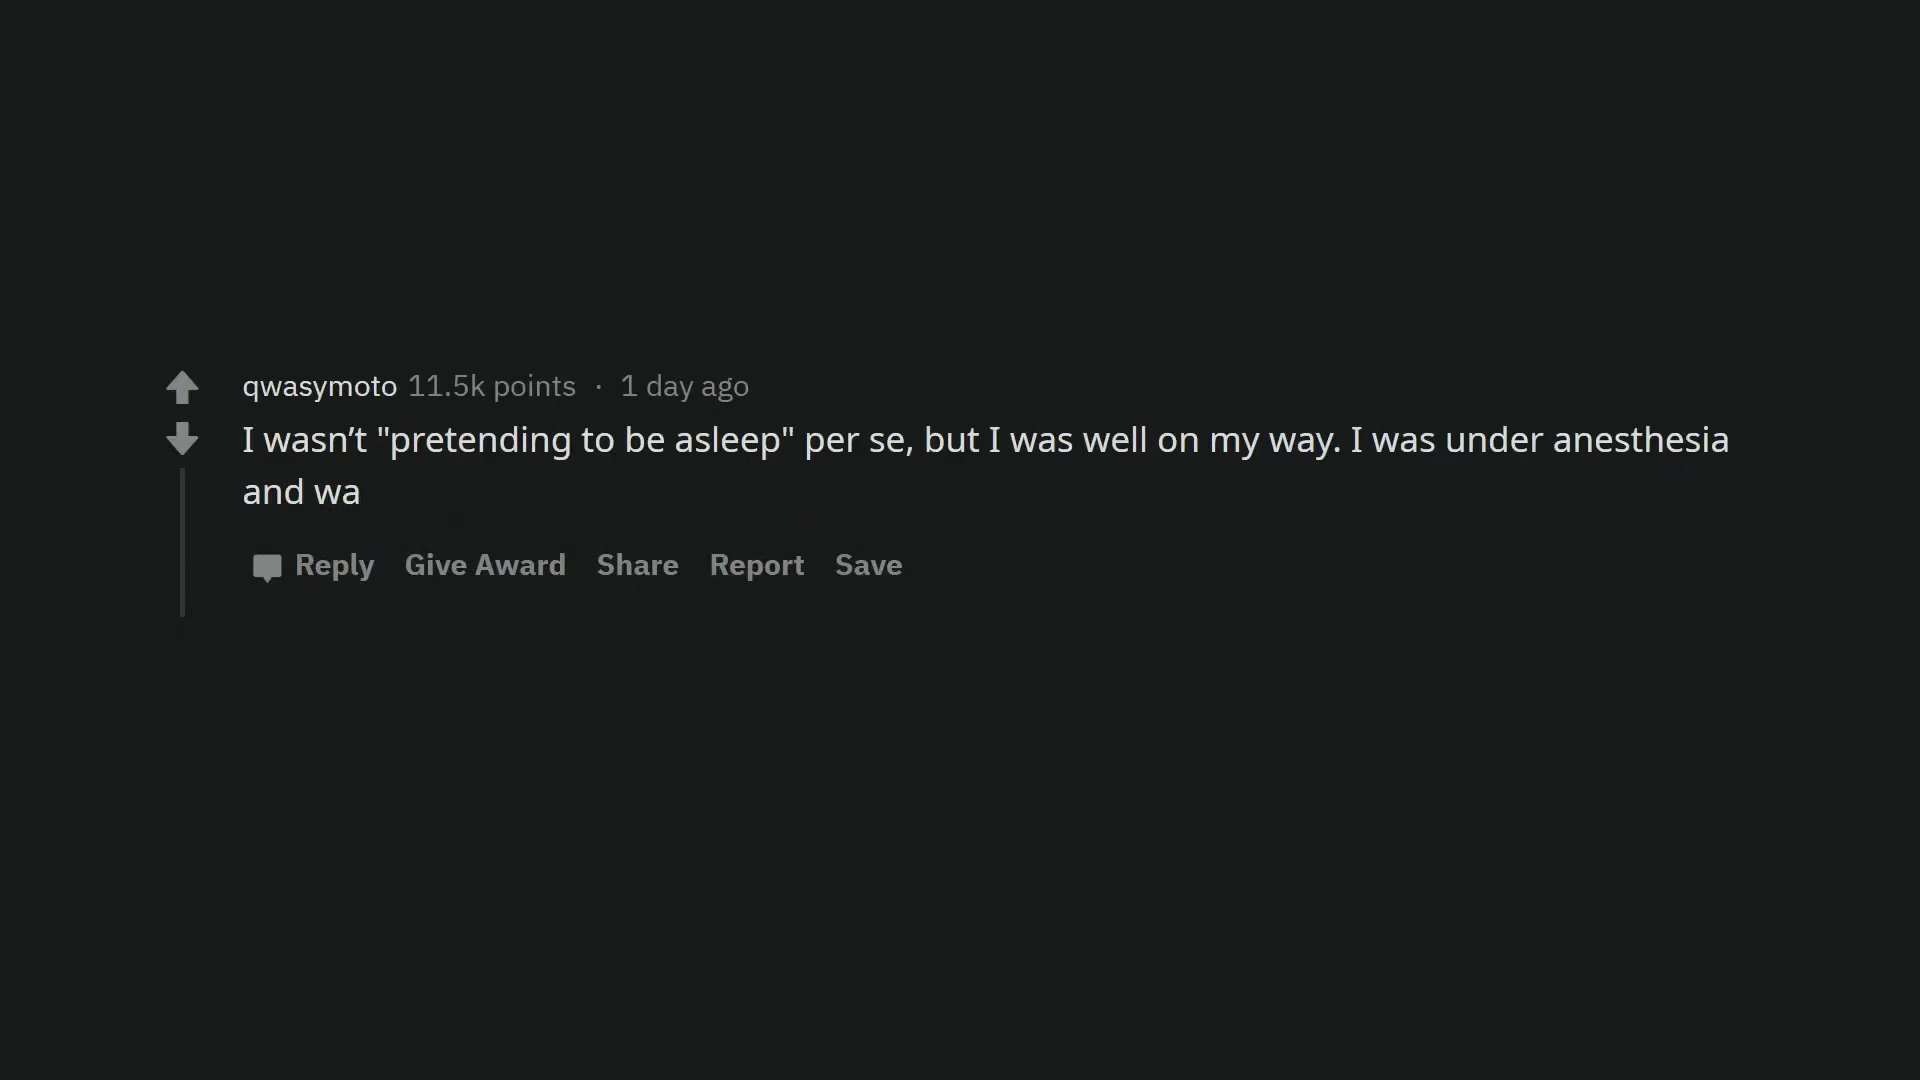 qwasymoto 11.5k points · 1 day ago
I wasn’t "pretending to be asleep" per se, but I was well on my way. I was under anesthesia
and wa
Reply Give Award Share Report Save